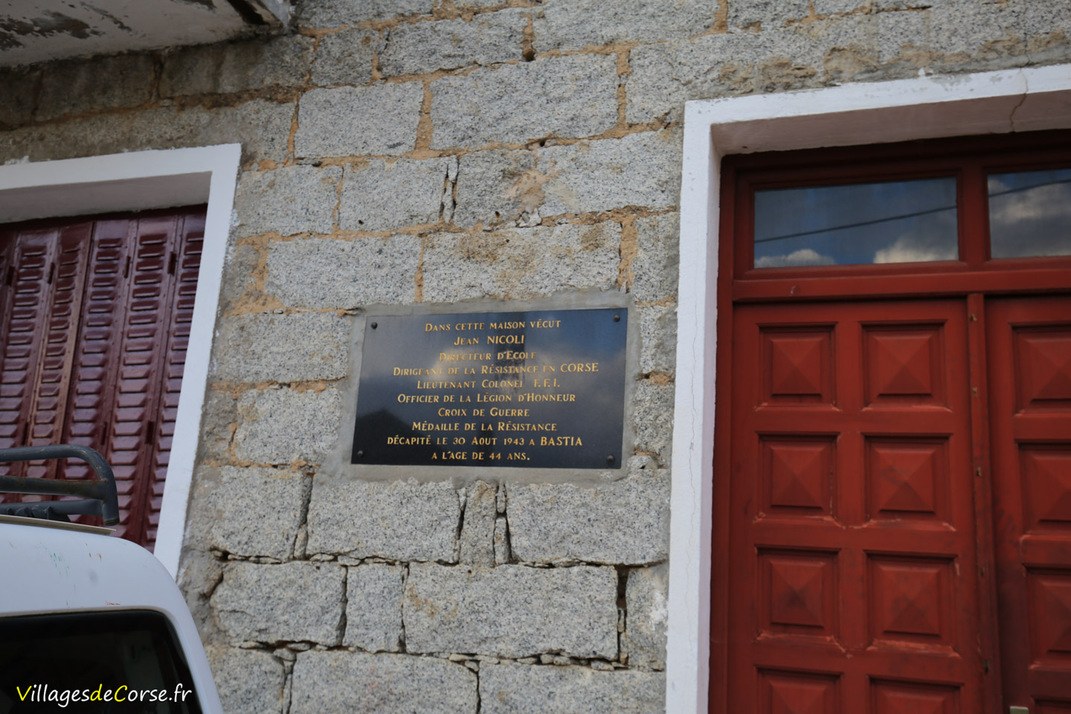 DANS CETTE MAISON VÉCUT
JEAN NICOLI
DIRECTEUR D'ECOLE
DIRIGEANT DE LA RÉSISTANCE EN CORSE
LIEUTENANT COLONEL F.F.I.
OFFICIER DE LA LÉGION D'HONNEUR
CROIX DE GUERRE
MÉDAILLE DE LA RÉSISTANCE
DÉCAPITÉ LE 30 AOUT 1943 A BASTIA
A L'AGE DE 44 ANS.
VillagesdeCorse.fr